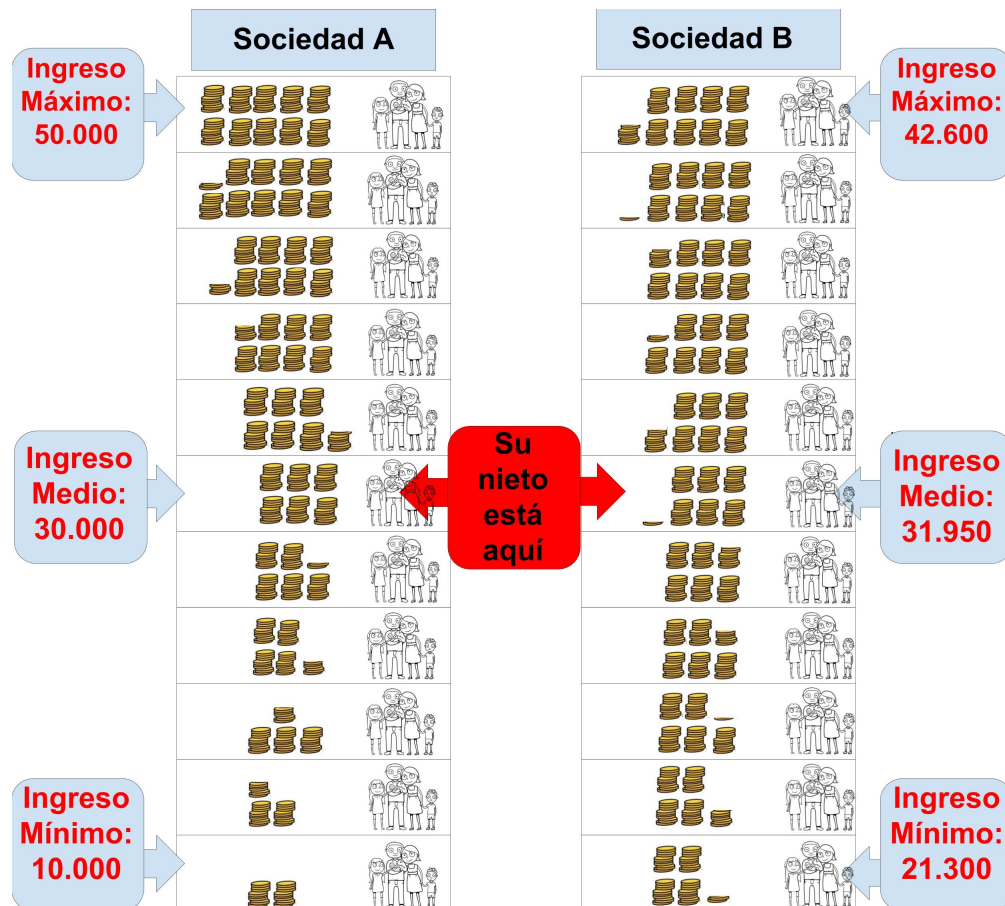 Sociedad A
Sociedad B
Ingreso
Máximo:
50.000
Ingreso
Máximo:
42.600
Ingreso
Medio:
30.000
Su
nieto
está
aquí
Ingreso
Medio:
31.950
Ingreso
Mínimo:
10.000
Ingreso
Mínimo:
21.300